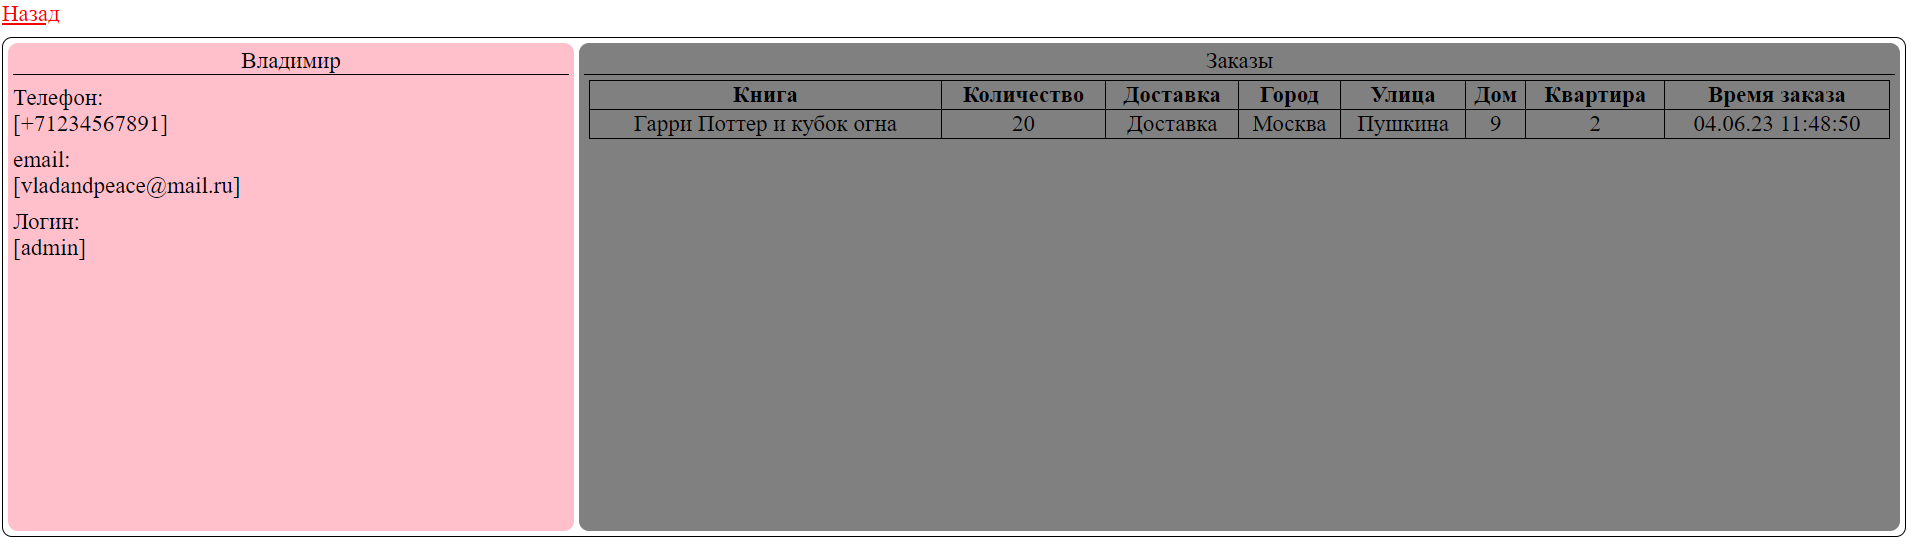 Назад
Владимир
Телефон:
[+71234567891]
email:
[vladandpeace@mail.ru]
Логин:
[admin]
Заказы
Книга Количество Доставка Город Улица Дом Квартира Время заказа
Гарри Поттер и кубок огна 20 Доставка Москва Пушкина 9 2 04.06.23 11:48:50